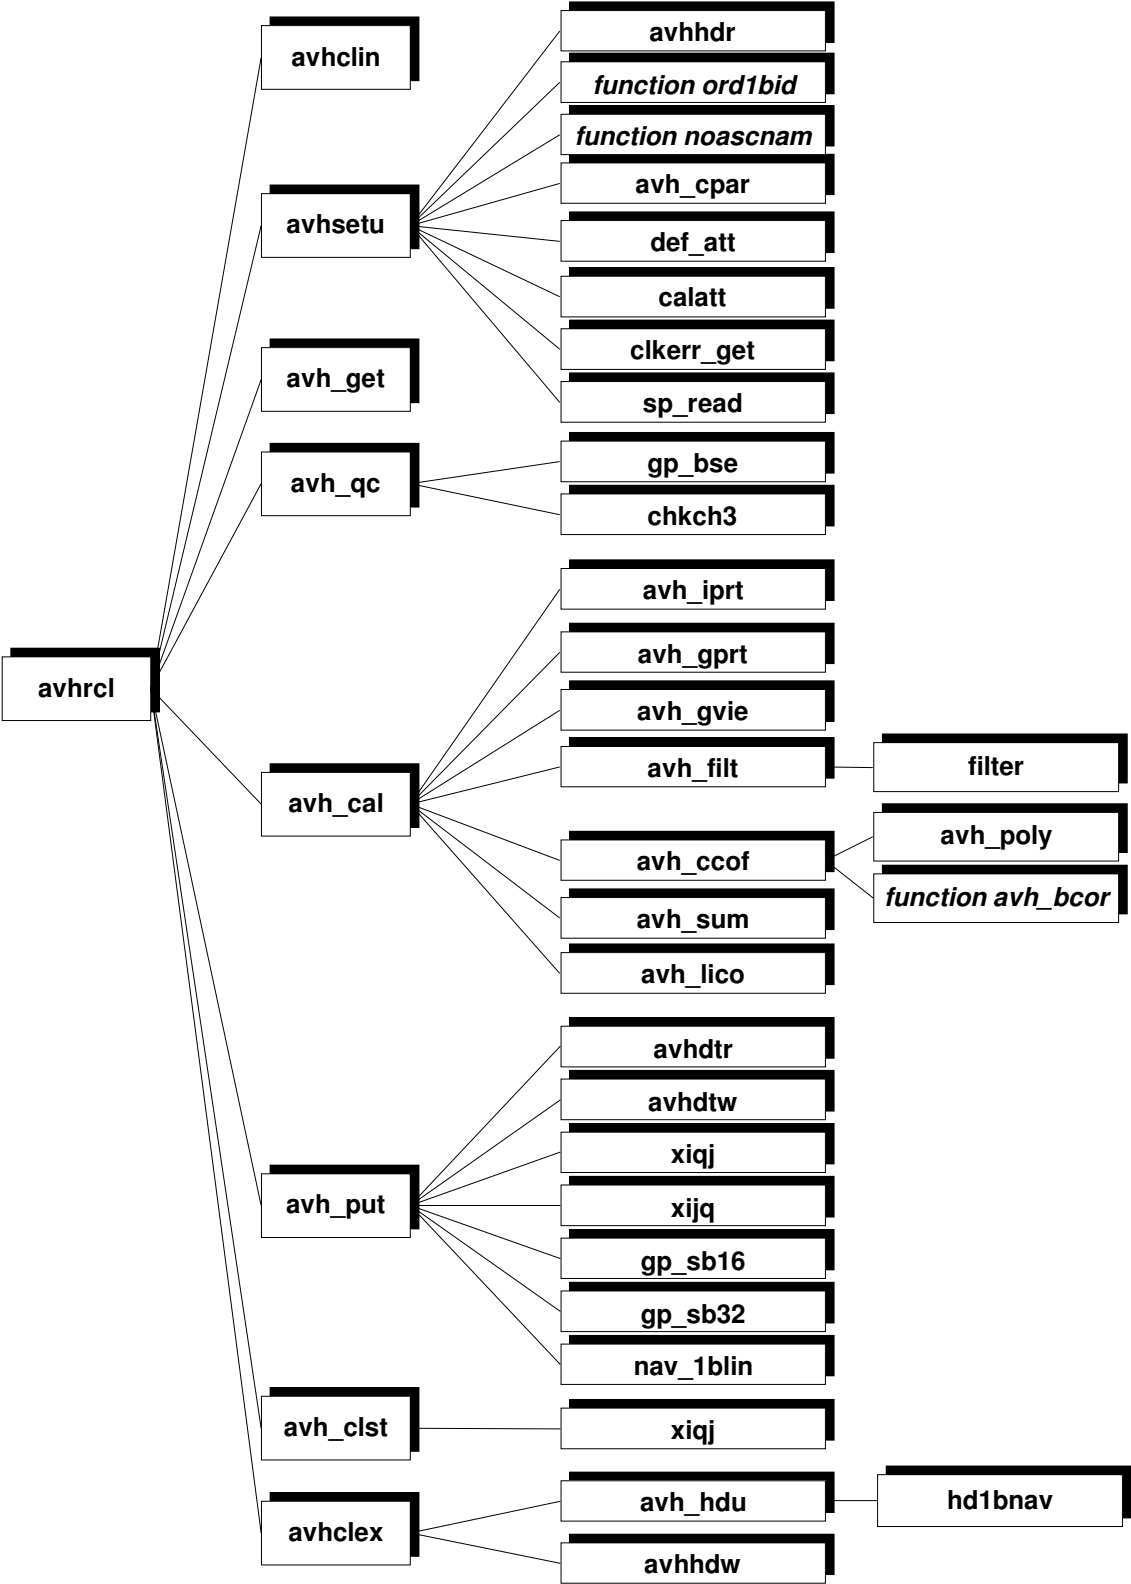 avhrcl
avhclin
avhsetu
avhhdr
function ord1bid
function noascnam
avh_cpar
def_att
calatt
clkerr_get
sp_read
avh_get
avh_qc
gp_bse
chkch3
avh_cal
avh_iprt
avh_gprt
avh_gvie
avh_filt
filter
avh_ccof
avh_poly
function avh_bcor
avh_sum
avh_lico
avh_put
avhdtr
avhdtw
xiqj
xijq
gp_sb16
gp_sb32
nav_1blin
avh_clst
xiqj
avhclex
avh_hdu
hd1bnav
avhhdw